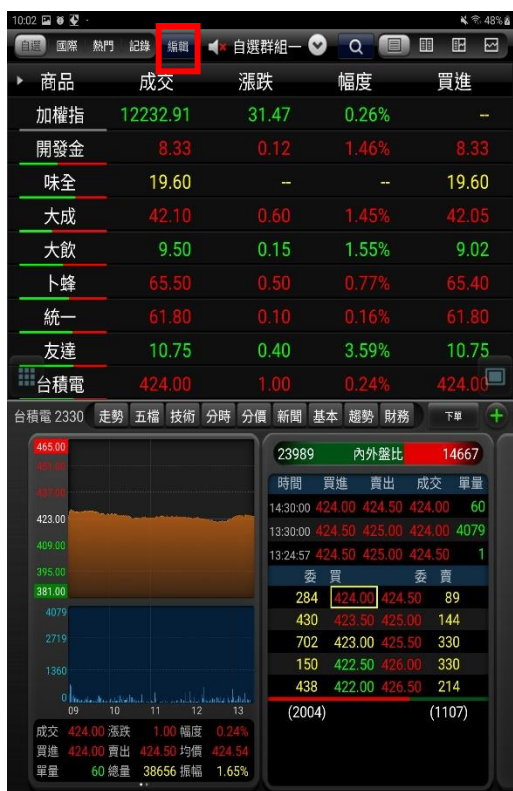 10:02 48%
自選 國際 熱門 記錄 編輯 自選群組一
商品 成交 漲跌 幅度 買進
加權指 12232.91 31.47 0.26% --
開發金 8.33 0.12 1.46% 8.33
味全 19.60 -- -- 19.60
大成 42.10 0.60 1.45% 42.05
大飲 9.50 0.15 1.55% 9.02
卜蜂 65.50 0.50 0.77% 65.40
統一 61.80 0.10 0.16% 61.80
友達 10.75 0.40 3.59% 10.75
台積電 424.00 1.00 0.24% 424.00
台積電 2330 走勢 五檔 技術 分時 分價 新聞 基本 趨勢 財務 下單 +
465.00
451.00
437.00
423.00
409.00
395.00
381.00
4079
2719
1360
0
09 10 11 12 13
成交 424.00 漲跌 1.00 幅度 0.24%
買進 424.00 賣出 424.50 均價 424.54
單量 60 總量 38656 振幅 1.65%
23989 內外盤比 14667
時間 買進 賣出 成交 單量
14:30:00 424.00 424.50 424.00 60
13:30:00 424.50 425.00 424.00 4079
13:24:57 424.50 425.00 424.50 1
委 買 委 賣
284 424.00 424.50 89
430 423.50 425.00 144
702 423.00 425.50 330
150 422.50 426.00 330
438 422.00 426.50 214
(2004) (1107)